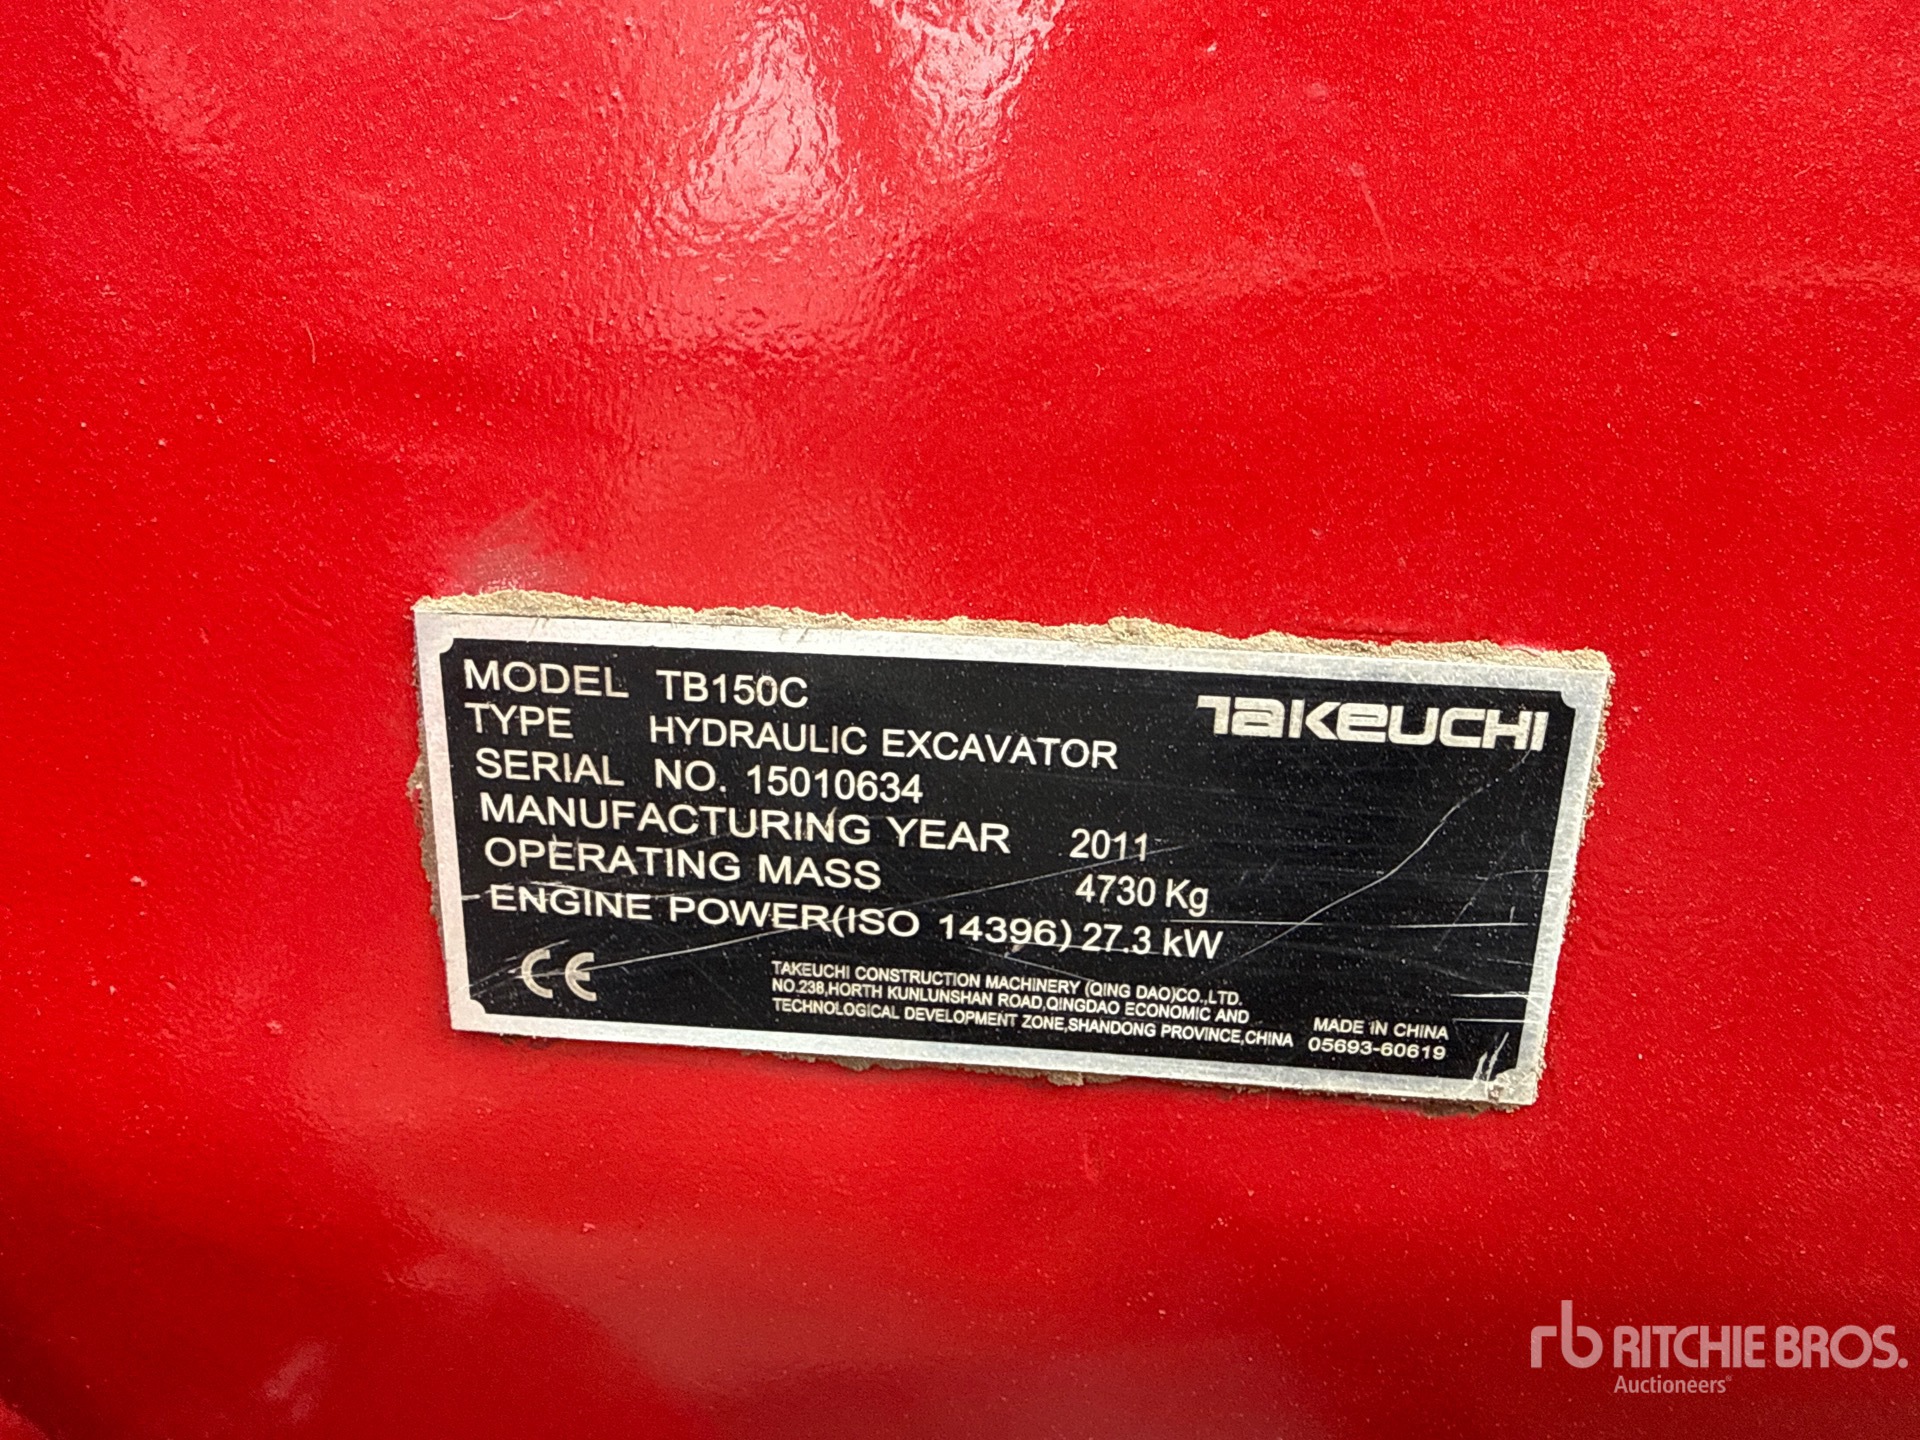 MODEL TB150C
TAKEUCHI
TYPE HYDRAULIC EXCAVATOR
SERIAL NO. 15010634
MANUFACTURING YEAR 2011
OPERATING MASS 4730 Kg
ENGINE POWER(ISO 14396) 27.3 kW
CE
TAKEUCHI CONSTRUCTION MACHINERY (QING DAO)CO.,LTD.
NO.238,HORTH KUNLUNSHAN ROAD,QINGDAO ECONOMIC AND
TECHNOLOGICAL DEVELOPMENT ZONE,SHANDONG PROVINCE,CHINA
MADE IN CHINA
05693-60619
rb RITCHIE BROS.
Auctioneers